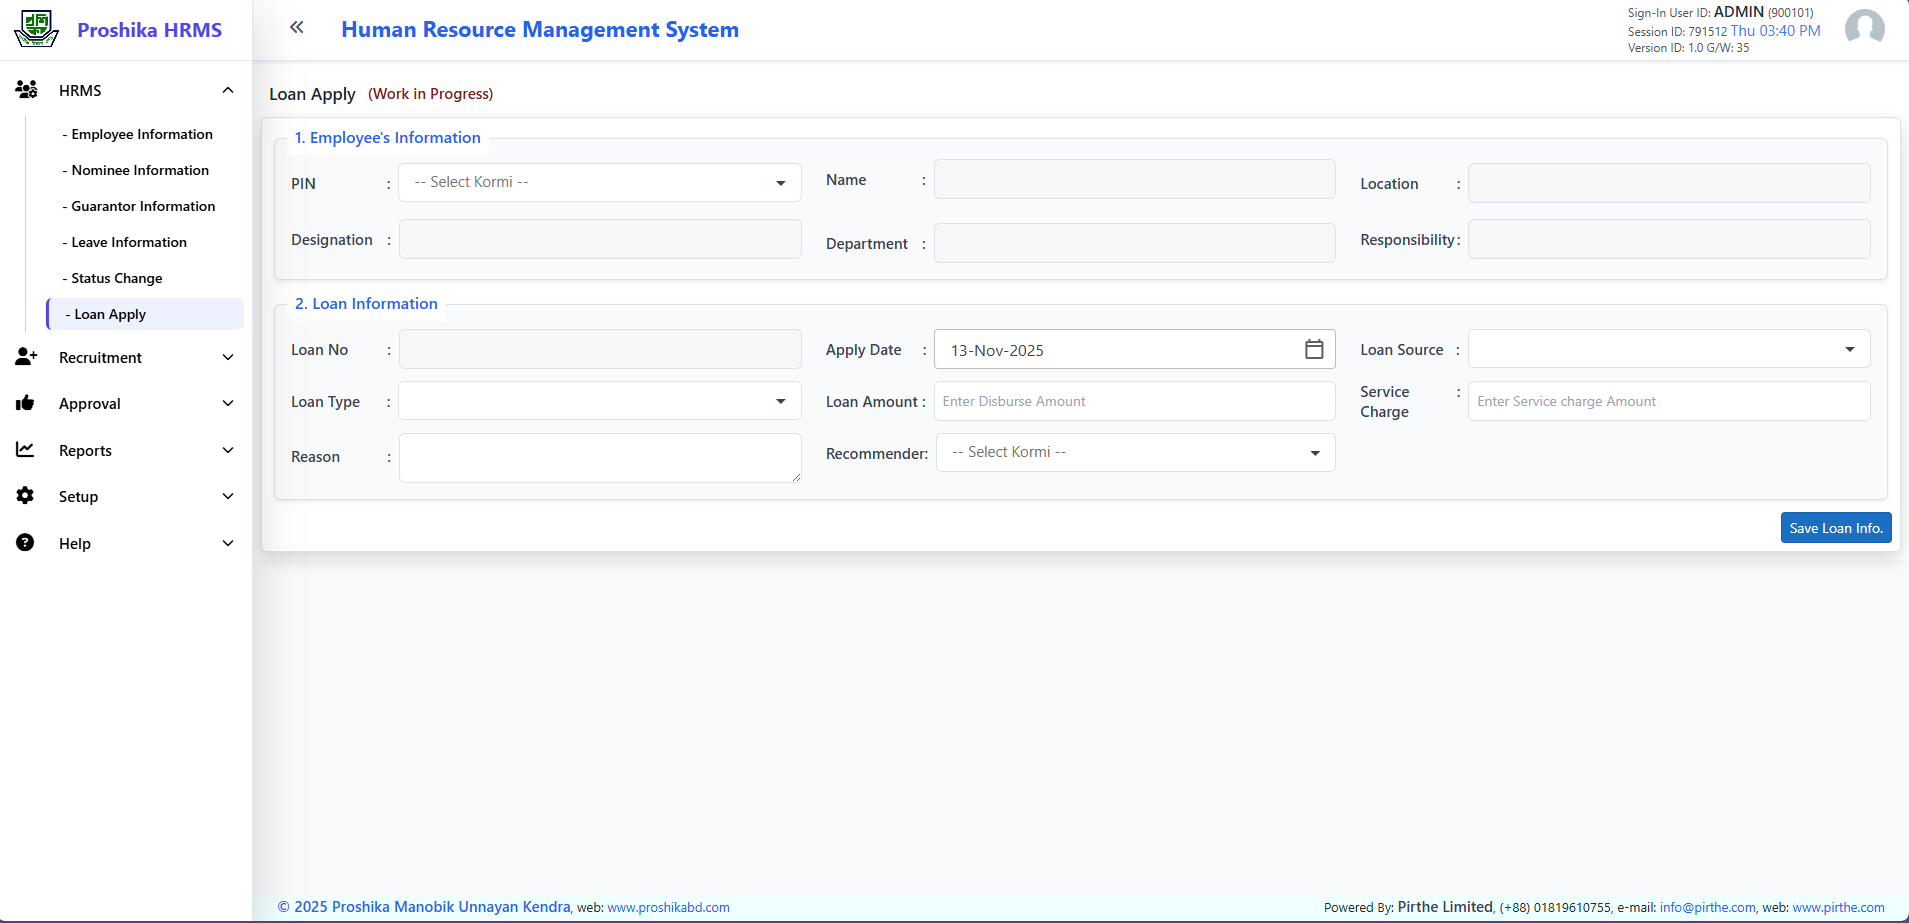 Proshika HRMS
Human Resource Management System
Sign-In User ID: ADMIN (900101)
Session ID: 791512 Thu 03:40 PM
Version ID: 1.0 G/W: 35
HRMS
- Employee Information
- Nominee Information
- Guarantor Information
- Leave Information
- Status Change
- Loan Apply
Recruitment
Approval
Reports
Setup
Help
Loan Apply (Work in Progress)
1. Employee's Information
PIN : -- Select Kormi --
Name :
Location :
Designation :
Department :
Responsibility :
2. Loan Information
Loan No :
Apply Date : 13-Nov-2025
Loan Source :
Loan Type :
Loan Amount : Enter Disburse Amount
Service Charge : Enter Service charge Amount
Reason :
Recommender: -- Select Kormi --
Save Loan Info.
© 2025 Proshika Manobik Unnayan Kendra, web: www.proshikabd.com
Powered By: Pirthe Limited, (+88) 01819610755, e-mail: info@pirthe.com, web: www.pirthe.com